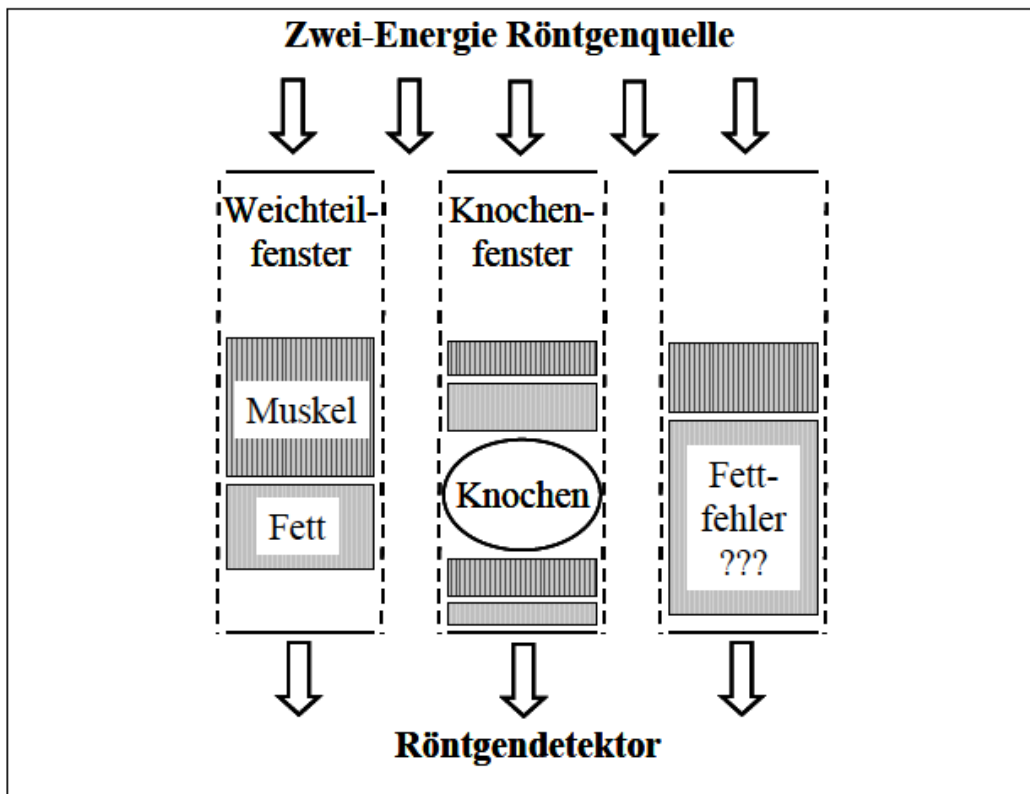 Zwei-Energie Röntgenquelle
Weichteil-
fenster
Muskel
Fett
Knochen-
fenster
Knochen
Fett-
fehler
???
Röntgendetektor